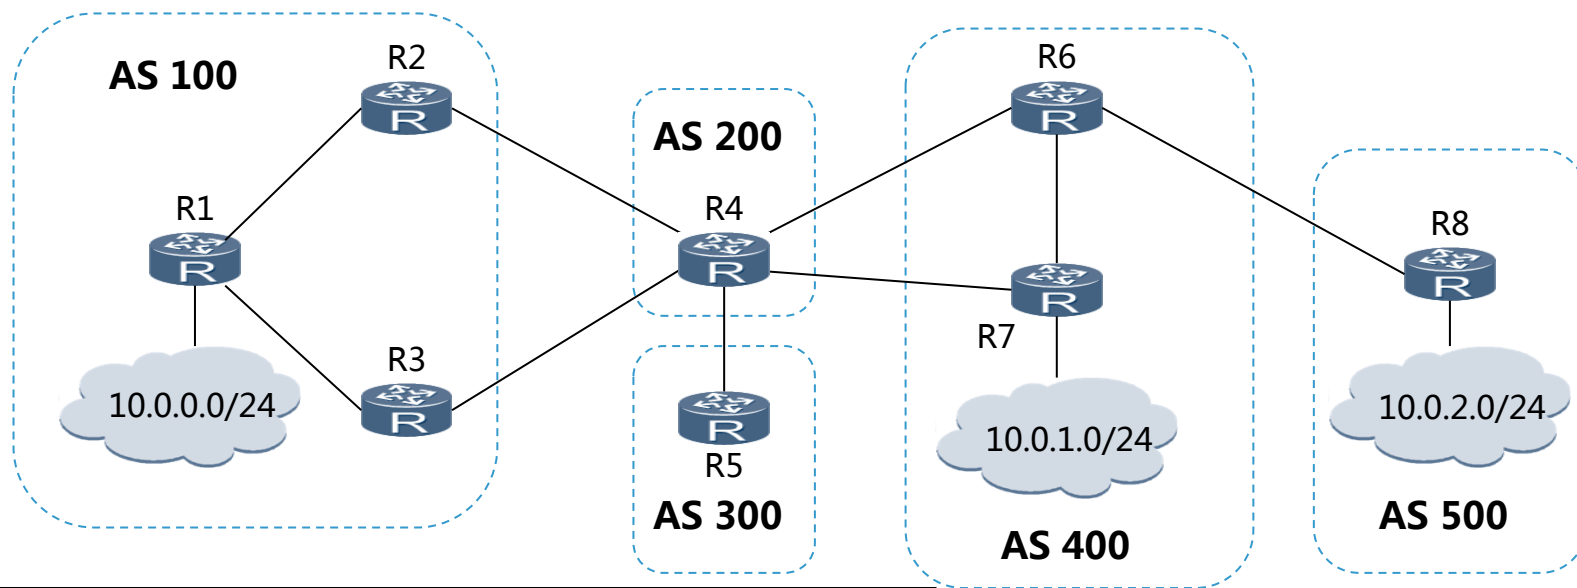 AS 100
R2
R
R1
R
10.0.0.0/24
R3
R
AS 200
R4
R
R
R5
AS 300
R6
R
R
R7
10.0.1.0/24
AS 400
R8
R
10.0.2.0/24
AS 500